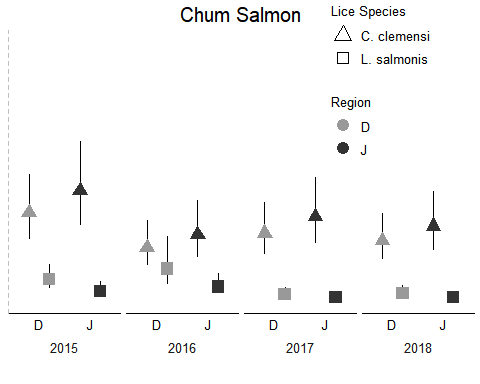 Chum Salmon
Lice Species
C. clemensi
L. salmonis
Region
D
J
D J D J D J D J
2015 2016 2017 2018